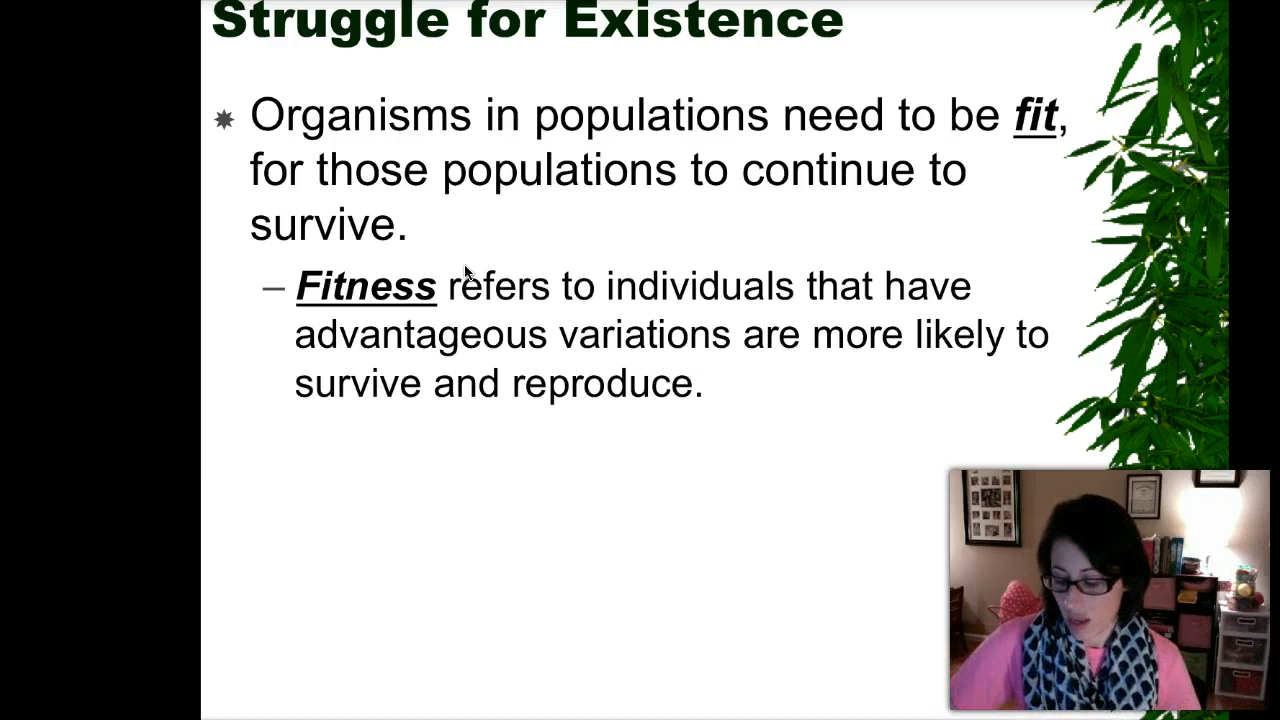 Struggle for Existence
Organisms in populations need to be fit,
for those populations to continue to
survive.
– Fitness refers to individuals that have
advantageous variations are more likely to
survive and reproduce.